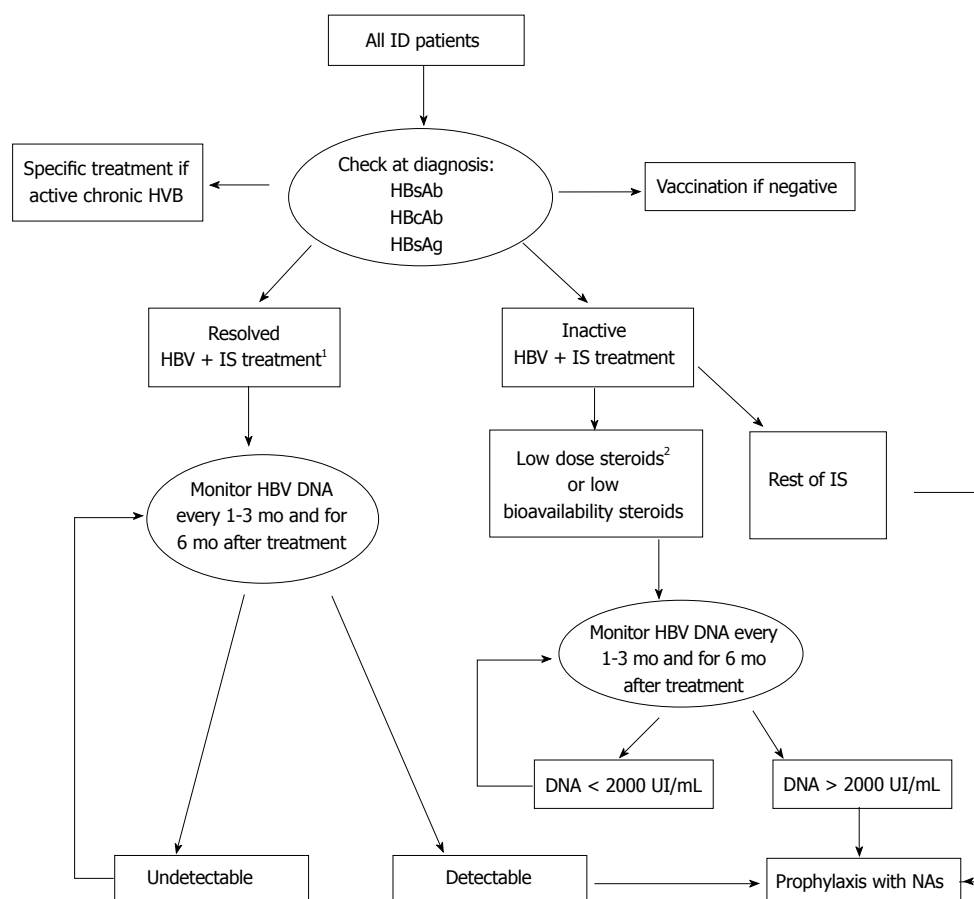 All ID patients
Check at diagnosis:
HBsAb
HBcAb
HBsAg
Specific treatment if
active chronic HVB
Vaccination if negative
Resolved
HBV + IS treatment¹
Inactive
HBV + IS treatment
Low dose steroids²
or low
bioavailability steroids
Rest of IS
Monitor HBV DNA
every 1-3 mo and for
6 mo after treatment
Monitor HBV DNA every
1-3 mo and for 6 mo
after treatment
DNA < 2000 UI/mL
DNA > 2000 UI/mL
Undetectable
Detectable
Prophylaxis with NAs